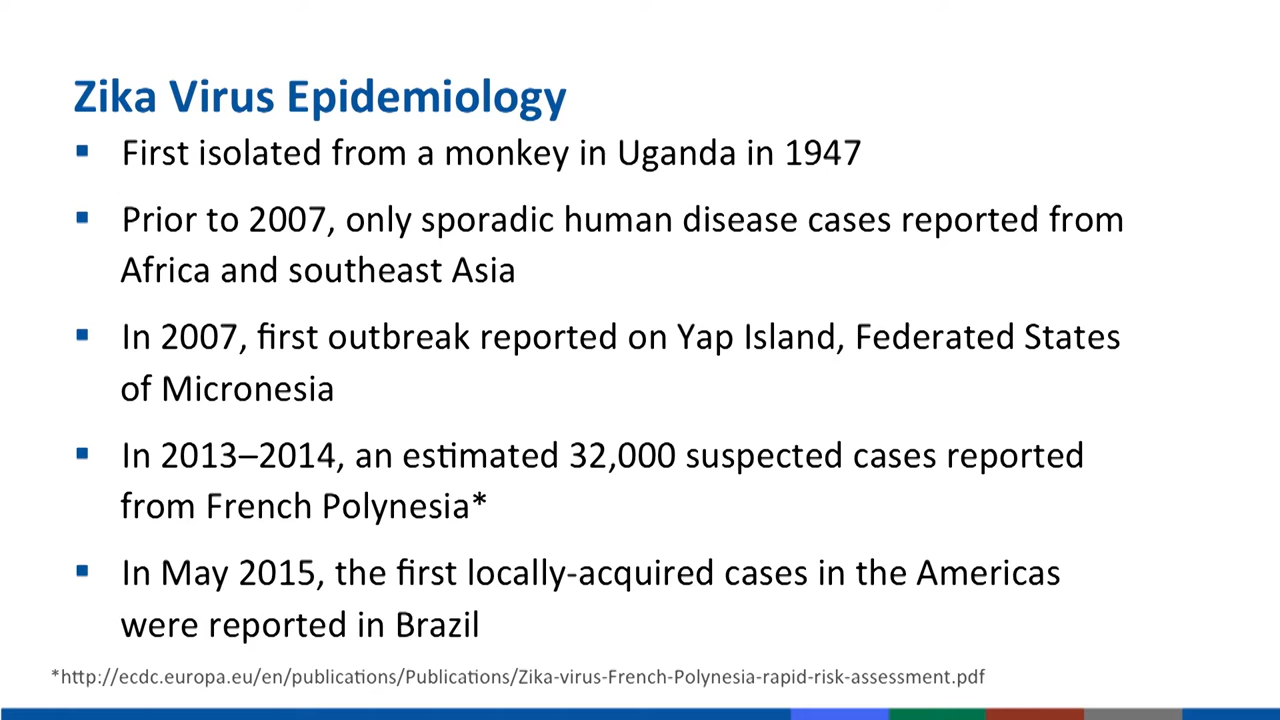 Zika Virus Epidemiology
▪ First isolated from a monkey in Uganda in 1947
▪ Prior to 2007, only sporadic human disease cases reported from
Africa and southeast Asia
▪ In 2007, first outbreak reported on Yap Island, Federated States
of Micronesia
▪ In 2013–2014, an estimated 32,000 suspected cases reported
from French Polynesia*
▪ In May 2015, the first locally-acquired cases in the Americas
were reported in Brazil
*http://ecdc.europa.eu/en/publications/Publications/Zika-virus-French-Polynesia-rapid-risk-assessment.pdf